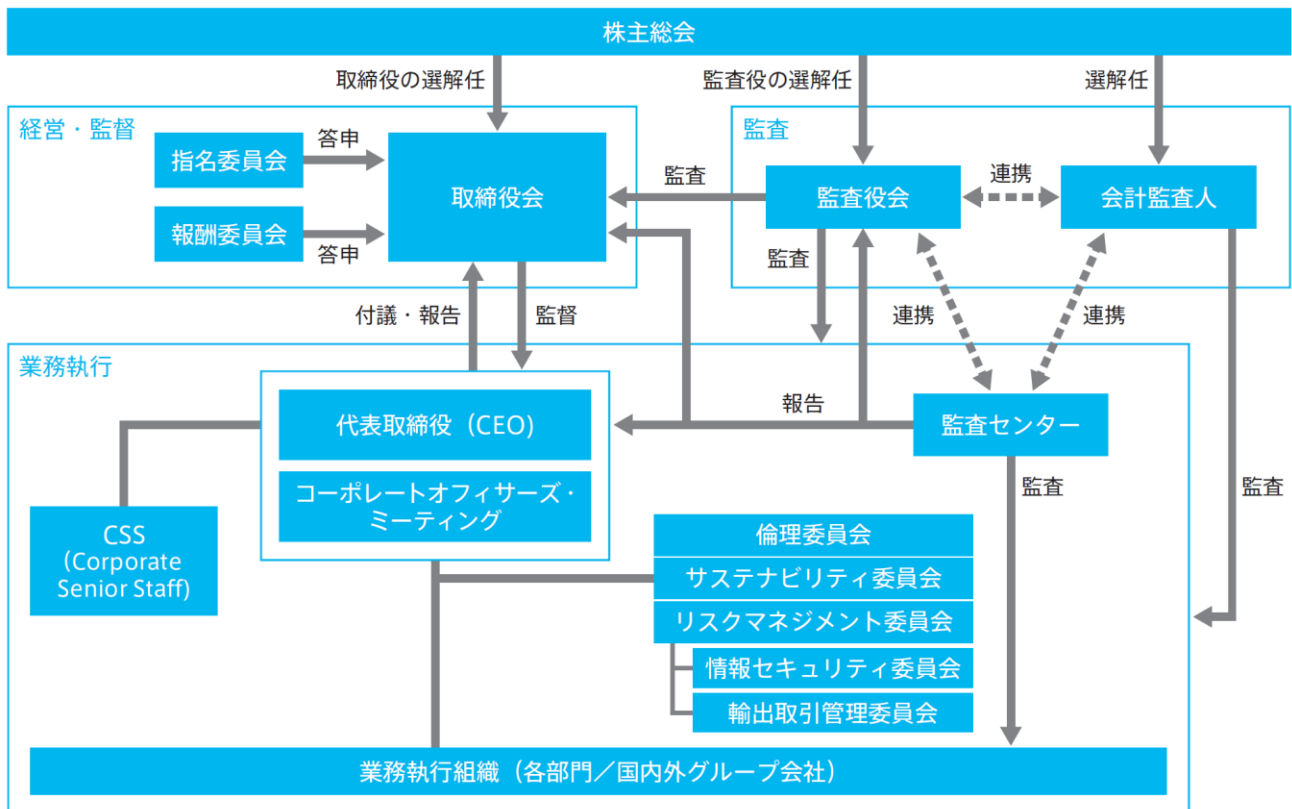 株主総会
取締役の選解任
監査役の選解任
選解任
経営・監督
監査
指名委員会
答申
取締役会
報酬委員会
答申
監査
監査役会
連携
会計監査人
監査
付議・報告
監督
連携
連携
業務執行
代表取締役（CEO)
報告
監査センター
コーポレートオフィサーズ・
ミーティング
監査
監査
CSS
(Corporate
Senior Staff)
倫理委員会
サステナビリティ委員会
リスクマネジメント委員会
情報セキュリティ委員会
輸出取引管理委員会
業務執行組織（各部門／国内外グループ会社）